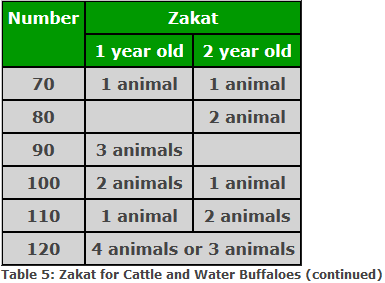 Number Zakat
1 year old 2 year old
70 1 animal 1 animal
80 2 animal
90 3 animals
100 2 animals 1 animal
110 1 animal 2 animals
120 4 animals or 3 animals
Table 5: Zakat for Cattle and Water Buffaloes (continued)